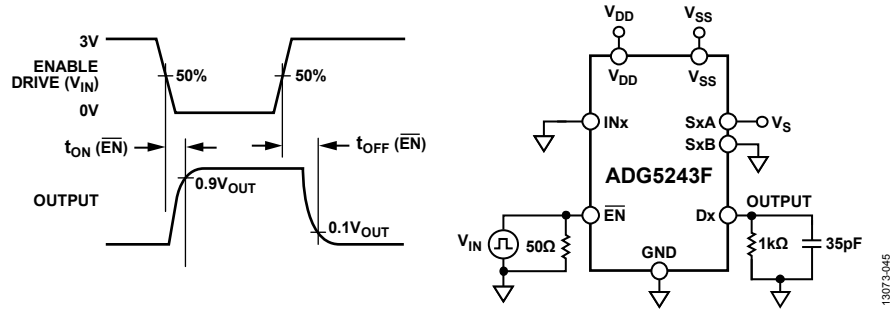 3V
ENABLE
DRIVE (VIN)
50%
50%
0V
tON (EN)
tOFF (EN)
OUTPUT
0.9VOUT
0.1VOUT
VDD
VSS
VDD
VSS
INx
SxA
VS
SxB
ADG5243F
OUTPUT
EN
Dx
VIN
50Ω
GND
1kΩ
35pF
13073-045